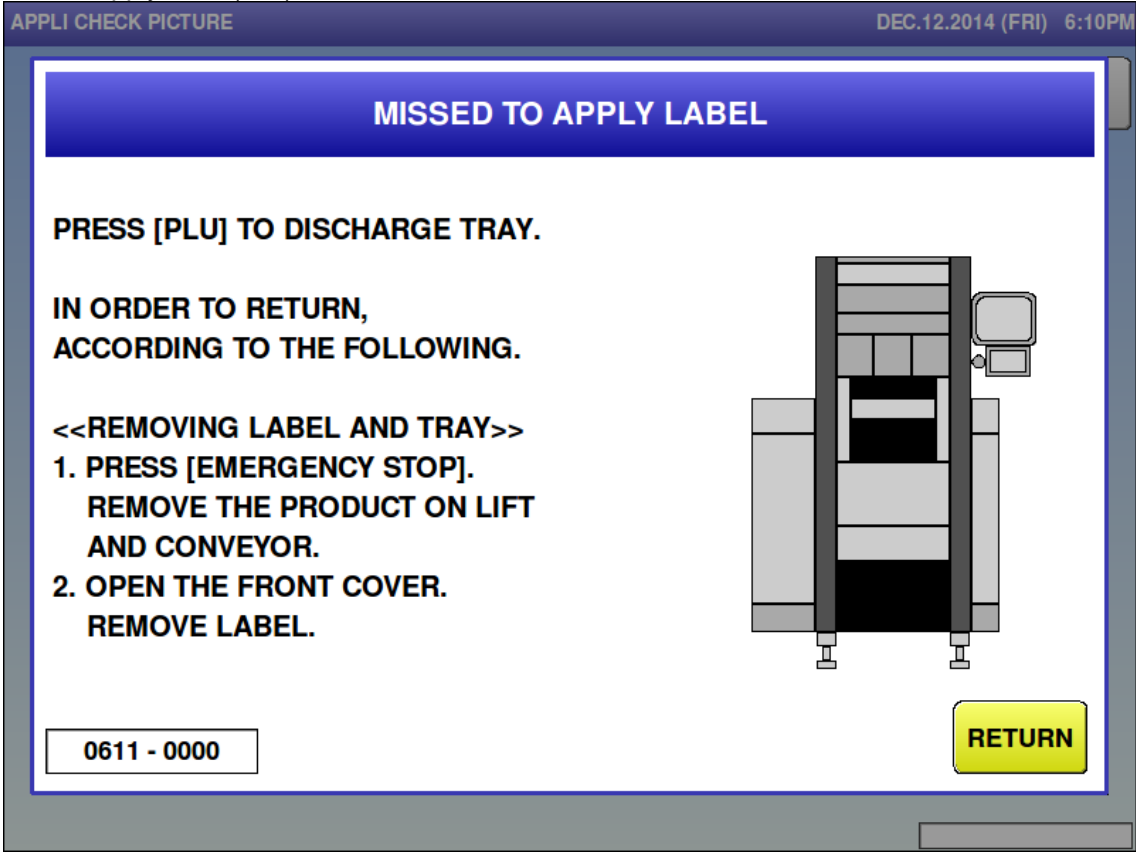 APPLI CHECK PICTURE DEC.12.2014 (FRI) 6:10PM
MISSED TO APPLY LABEL
PRESS [PLU] TO DISCHARGE TRAY.
IN ORDER TO RETURN,
ACCORDING TO THE FOLLOWING.
<<REMOVING LABEL AND TRAY>>
1. PRESS [EMERGENCY STOP].
REMOVE THE PRODUCT ON LIFT
AND CONVEYOR.
2. OPEN THE FRONT COVER.
REMOVE LABEL.
0611 - 0000
RETURN